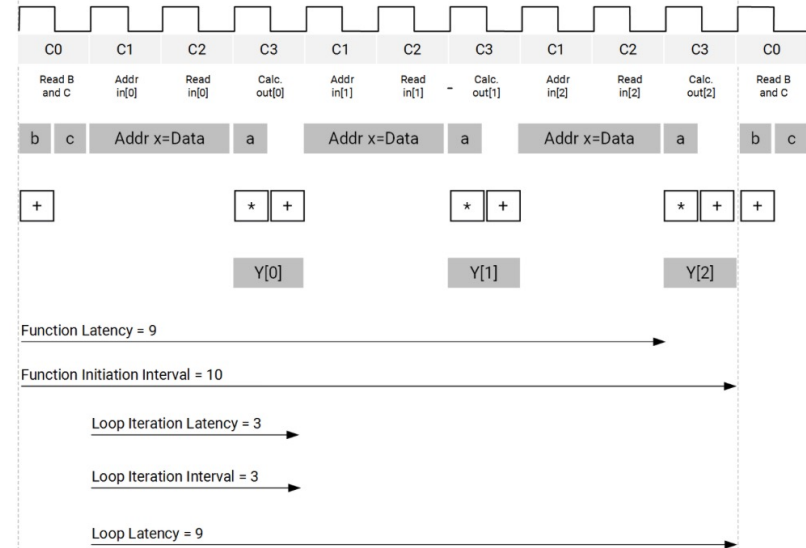 C0 C1 C2 C3 C1 C2 C3 C1 C2 C3 C0
Read B Addr Read Calc. Addr Read - Calc. Addr Read Calc. Read B
and C in[0] in[0] out[0] in[1] in[1] out[1] in[2] in[2] out[2] and C
b c Addr x=Data a Addr x=Data a Addr x=Data a b c
+ * + * + * + +
Y[0] Y[1] Y[2]
Function Latency = 9
Function Initiation Interval = 10
Loop Iteration Latency = 3
Loop Iteration Interval = 3
Loop Latency = 9